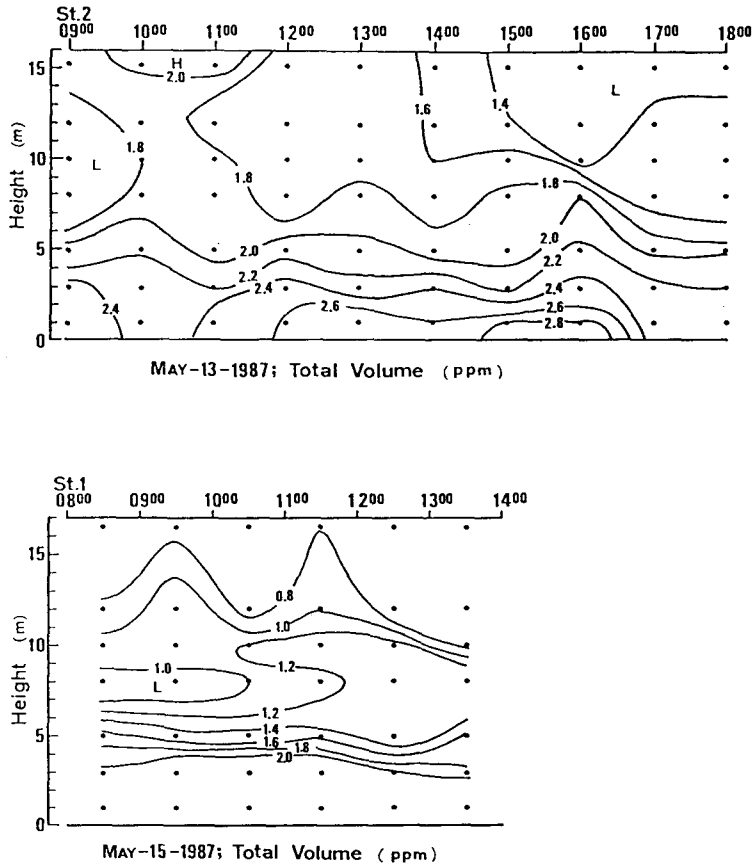 St.2
0900 1000 1100 1200 1300 1400 1500 1600 1700 1800
15
H
2.0
L
1.6
1.4
1.8
10
L
Height (m)
1.8
1.8
2.0
2.0
5
2.2
2.2
2.4
2.4
2.4
2.6
2.6
2.8
0
MAY-13-1987; Total Volume (ppm)
St.1
0800 0900 1000 1100 1200 1300 1400
15
0.8
1.0
10
1.0
1.2
L
Height (m)
1.2
5
1.4
1.6
1.8
2.0
0
MAY-15-1987; Total Volume (ppm)